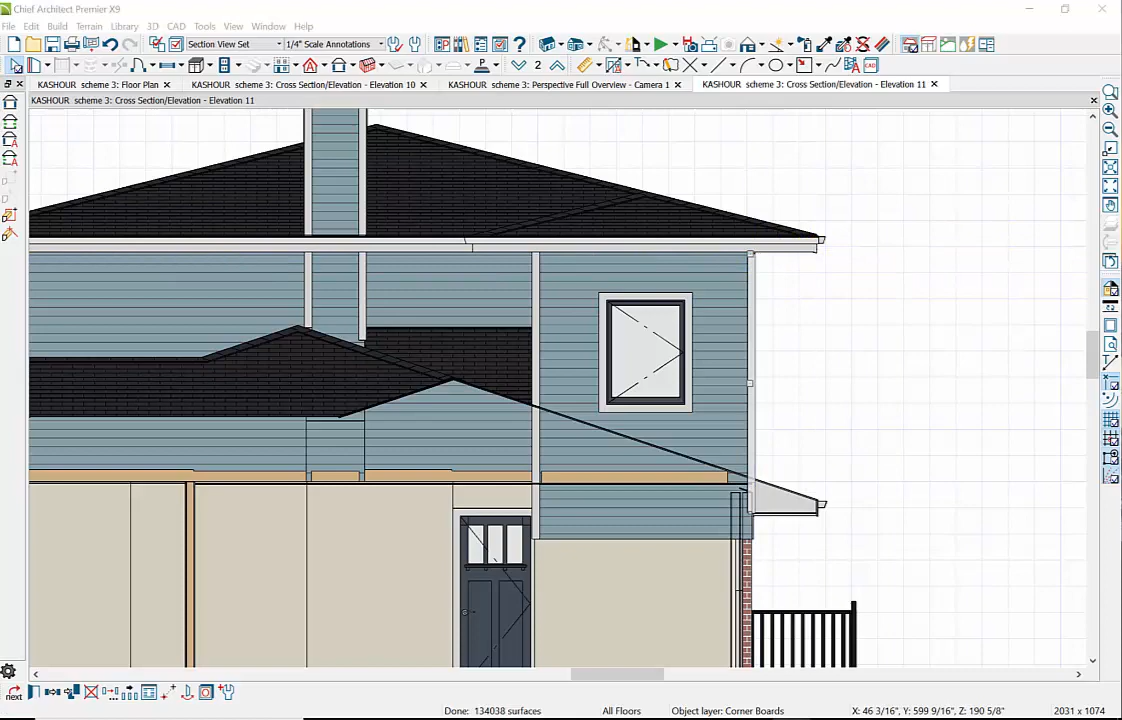 Chief Architect Premier X9
File Edit Build Terrain Library 3D CAD Tools View Window Help
Section View Set 1/4" Scale Annotations
2
KASHOUR scheme 3: Floor Plan KASHOUR scheme 3: Cross Section/Elevation - Elevation 10 KASHOUR scheme 3: Perspective Full Overview - Camera 1 KASHOUR scheme 3: Cross Section/Elevation - Elevation 11
KASHOUR scheme 3: Cross Section/Elevation - Elevation 11
next
Done: 134038 surfaces All Floors Object layer: Corner Boards X: 46 3/16", Y: 599 9/16", Z: 190 5/8" 2031 x 1074